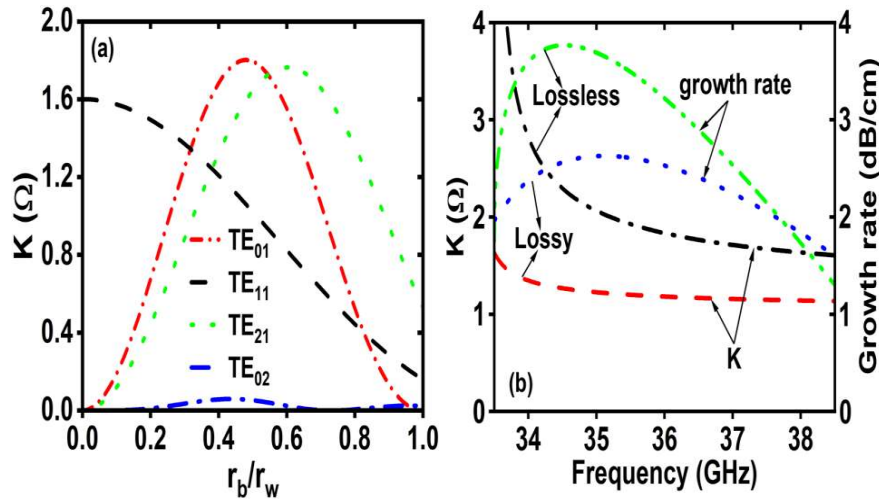 (a)
K (Ω)
2.0
1.6
1.2
0.8
0.4
0.0
TE01
TE11
TE21
TE02
0.0 0.2 0.4 0.6 0.8 1.0
rb/rw
(b)
K (Ω)
4
3
2
1
0
Lossless
growth rate
Lossy
K
34 35 36 37 38
Frequency (GHz)
4
3
2
1
0
Growth rate (dB/cm)